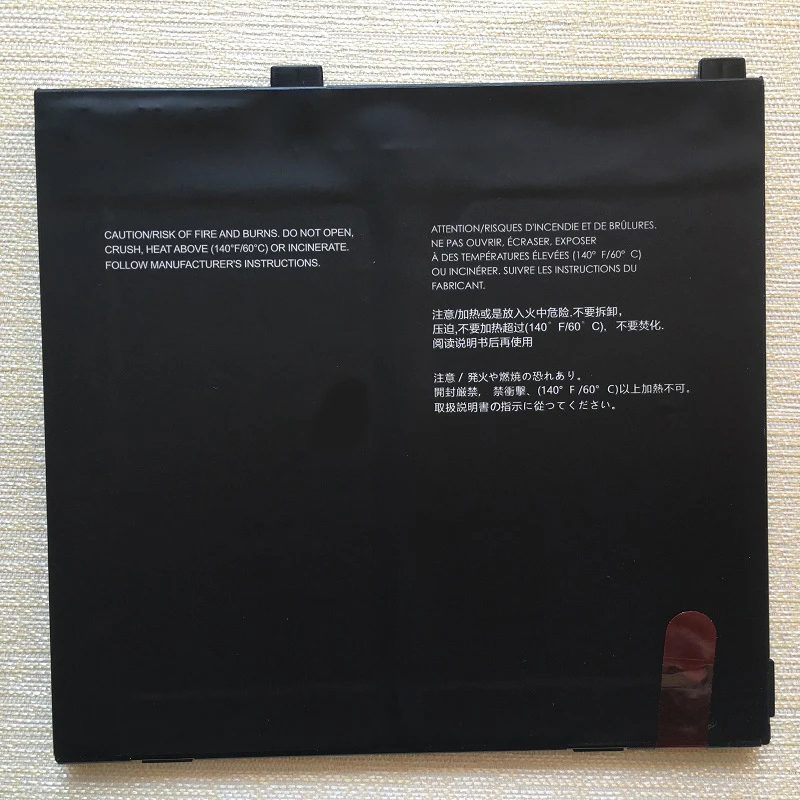 CAUTION/RISK OF FIRE AND BURNS. DO NOT OPEN,
CRUSH, HEAT ABOVE (140°F/60°C) OR INCINERATE.
FOLLOW MANUFACTURER'S INSTRUCTIONS.
ATTENTION/RISQUES D'INCENDIE ET DE BRÛLURES.
NE PAS OUVRIR, ÉCRASER, EXPOSER
À DES TEMPÉRATURES ÉLEVÉES (140° F/60° C)
OU INCINÉRER. SUIVRE LES INSTRUCTIONS DU
FABRICANT.
注意/加热或是放入火中危险.不要拆卸，
压迫,不要加热超过(140° F/60° C)， 不要焚化.
阅读说明书后再使用
注意 / 発火や燃焼の恐れあり。
開封厳禁， 禁衝撃、(140° F /60° C)以上加熱不可。
取扱説明書の指示に従つてください。